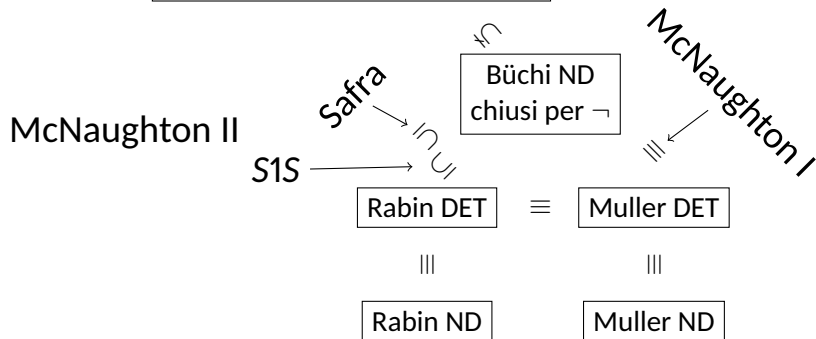 ⊊
McNaughton I
Büchi ND
chiusi per ¬
Safra
McNaughton II
⊆ ⊆
≡
S1S
Rabin DET ≡ Muller DET
≡ ≡
Rabin ND Muller ND